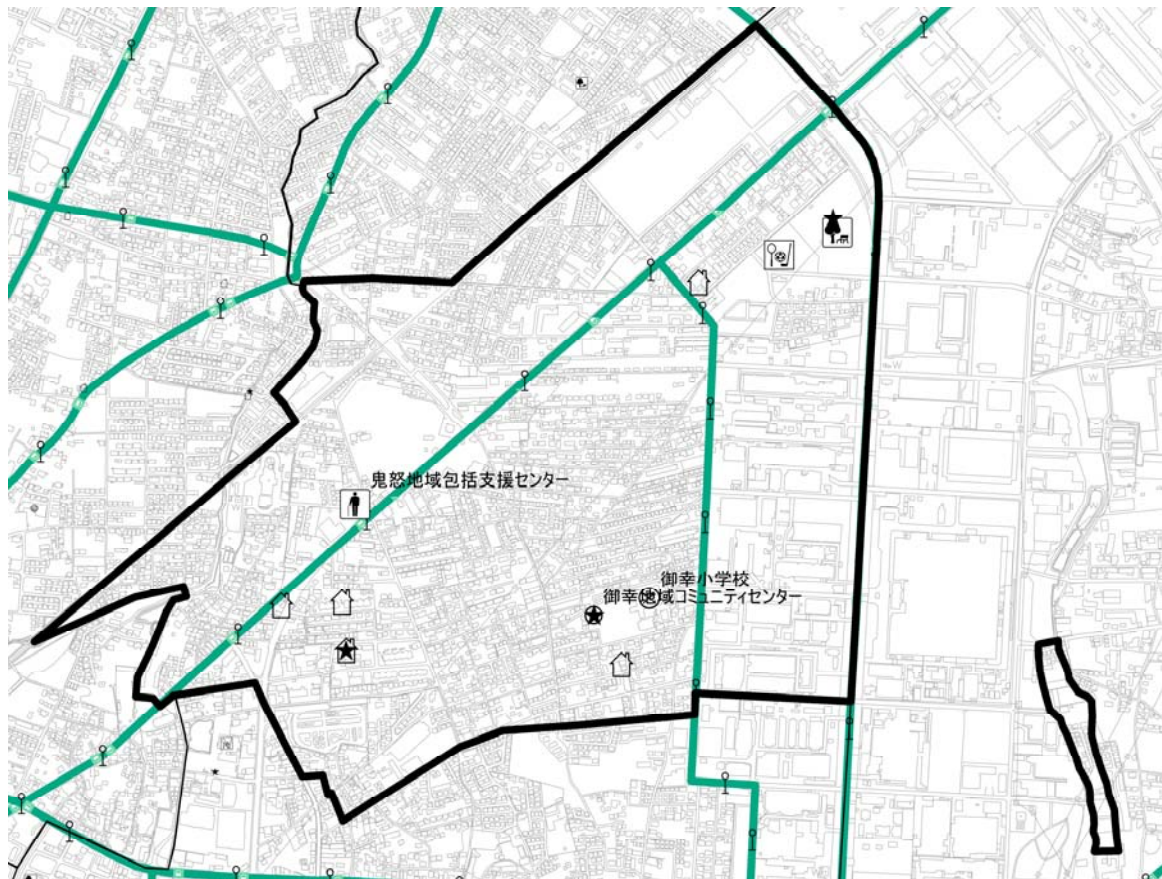 鬼怒地域包括支援センター
御幸小学校
御幸地域コミュニティセンター